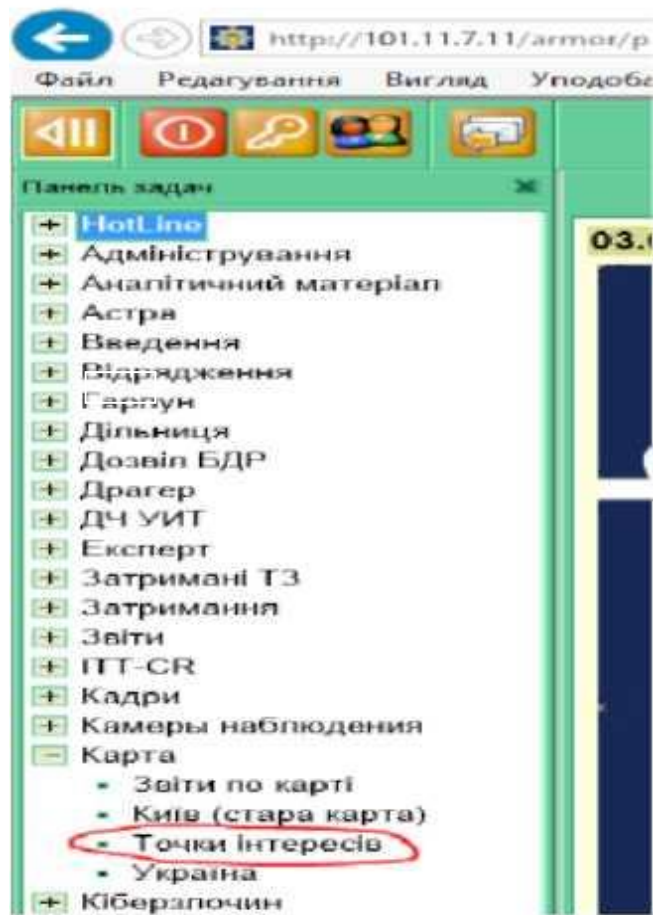 http://101.11.7.11/armor/p
Файл Редагування Вигляд Уподоба
Панель задач
03.
HotLine
Адміністрування
Аналітичний матеріал
Астра
Введення
Відрядження
Гарпун
Дільниця
Дозвіл БДР
Драгер
ДЧ УИТ
Експерт
Затримані ТЗ
Затримання
Звіти
ІТТ-CR
Кадри
Камеры наблюдения
Карта
Звіти по карті
Київ (стара карта)
Точки інтересів
Україна
Кіберзлочин